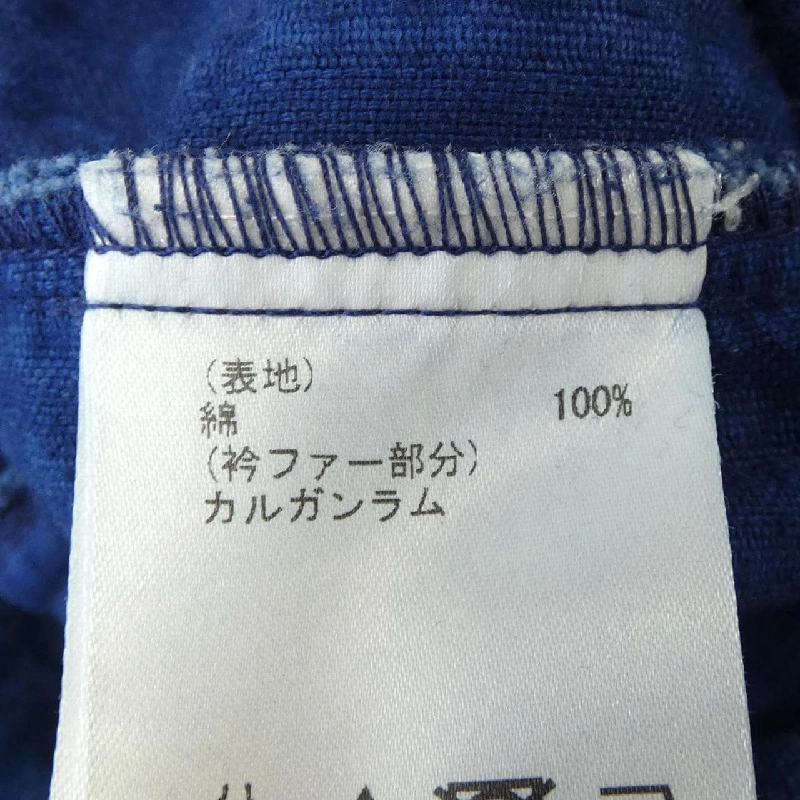 (表地)
綿 100%
(衿ファー部分)
カルガンラム